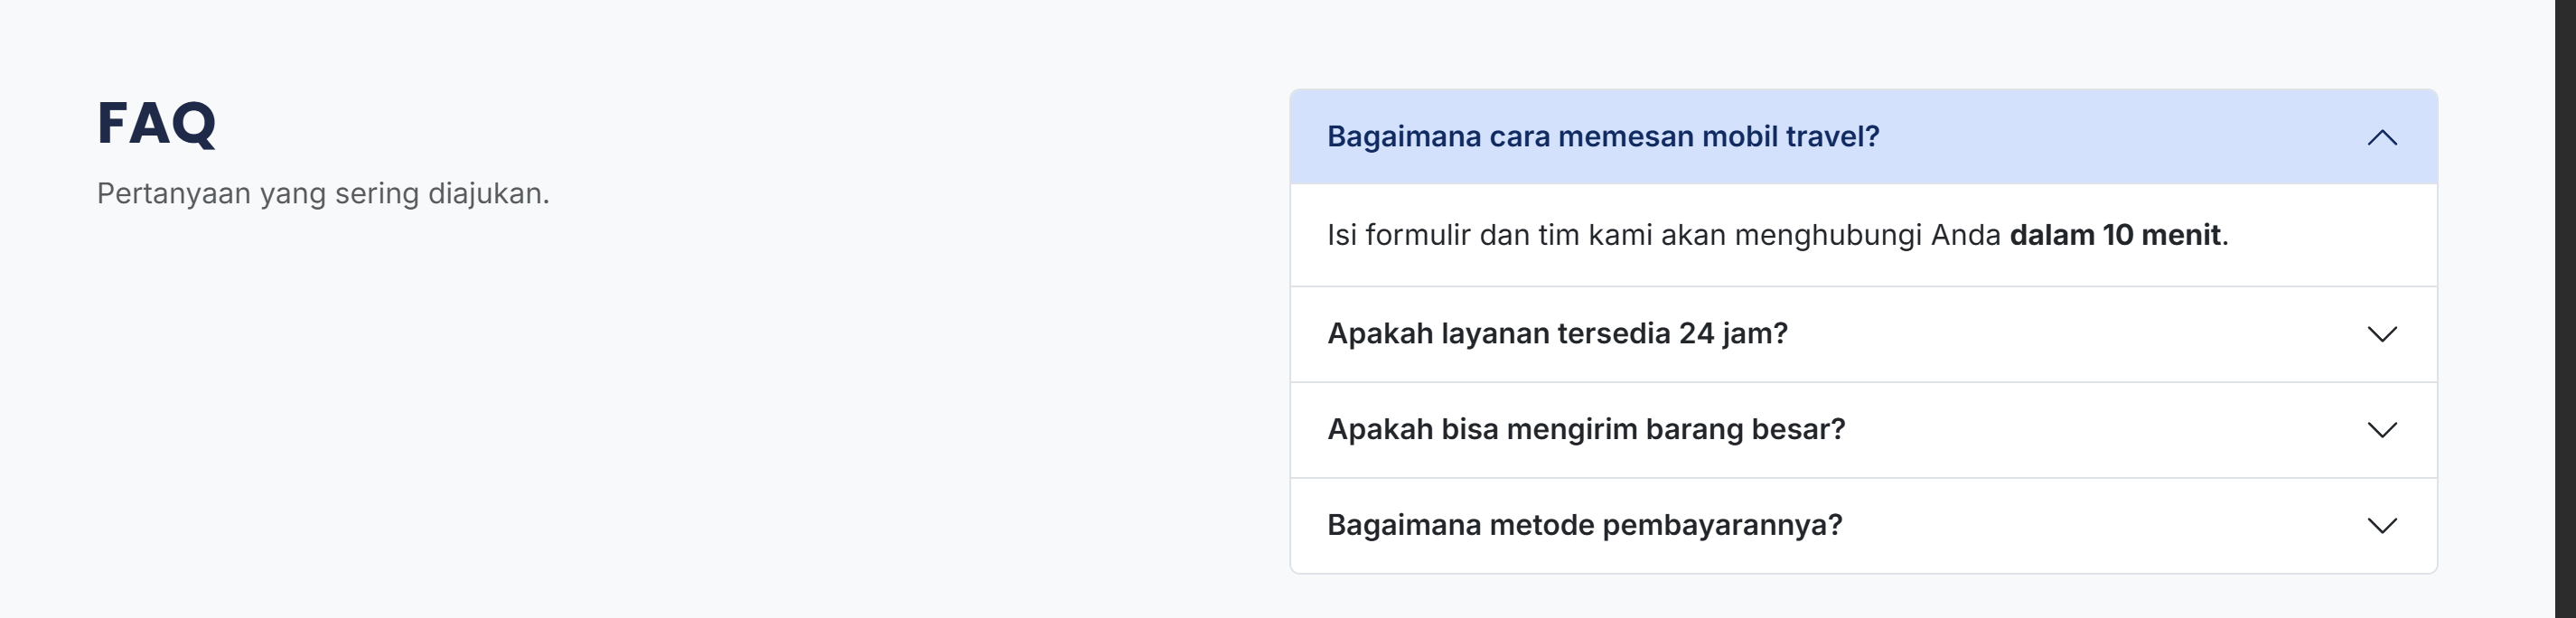 FAQ
Pertanyaan yang sering diajukan.
Bagaimana cara memesan mobil travel?
Isi formulir dan tim kami akan menghubungi Anda dalam 10 menit.
Apakah layanan tersedia 24 jam?
Apakah bisa mengirim barang besar?
Bagaimana metode pembayarannya?